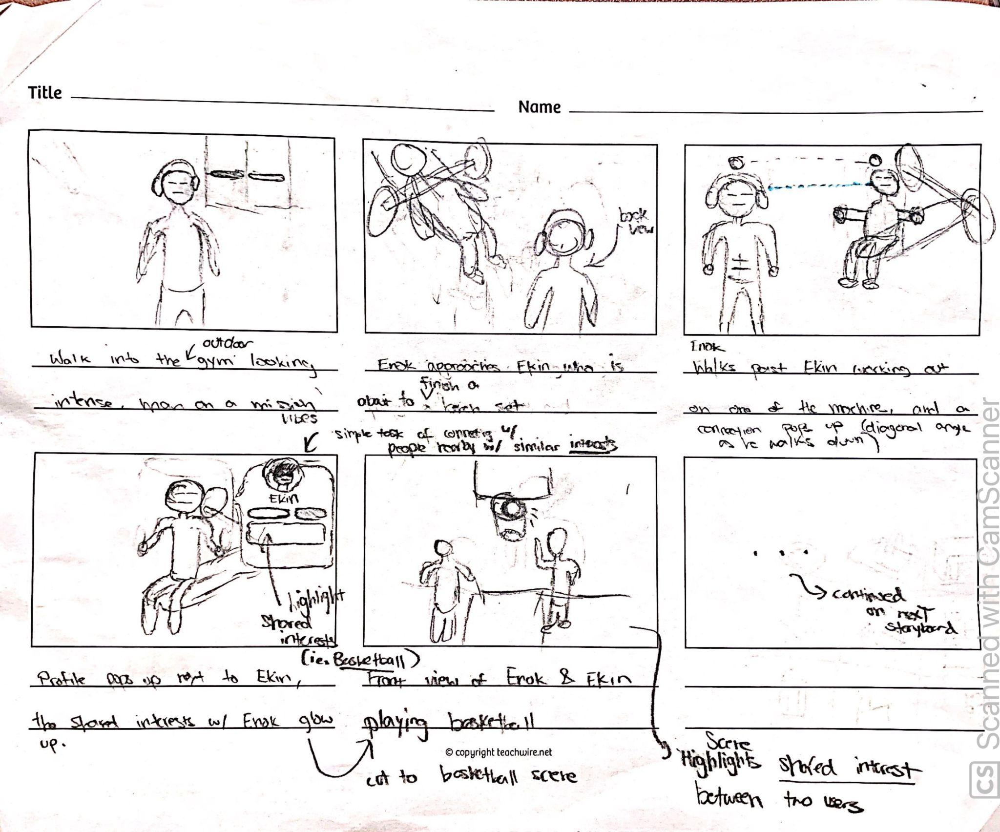 Title
Name
back
view
outdoor
Walk into the gym looking
intense, man on a mission
vibes
Enok approaches Ekin, who is
finish a
about to
set
Enok
Walks past Ekin working out
on one of the machine, and a
connection pops up (diagonal angle
as he walks down)
simple task of connecting w/
people nearby w/ similar interests
Ekin
highlight
shared
interests
(ie. Basketball)
Profile pops up next to Ekin,
the shared interests w/ Enok glow
up.
Front view of Enok & Ekin
playing basketball
© copyright teachwire.net
cut to basketball scene
. . .
continued
on next
storyboard
Scene
Highlights shared interest
between two users
CS Scanned with CamScanner